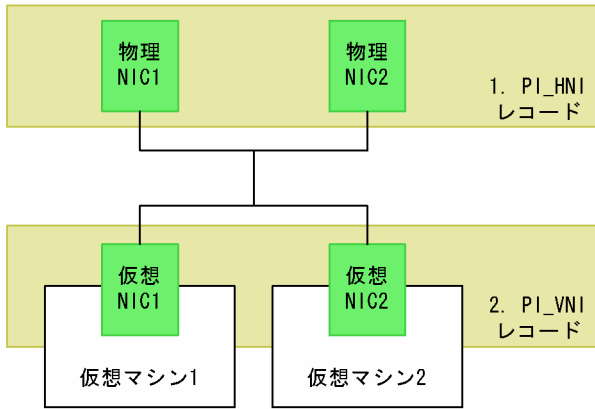 物理
NIC1
物理
NIC2
1. PI_HNI
レコード
仮想
NIC1
仮想
NIC2
2. PI_VNI
レコード
仮想マシン1
仮想マシン2